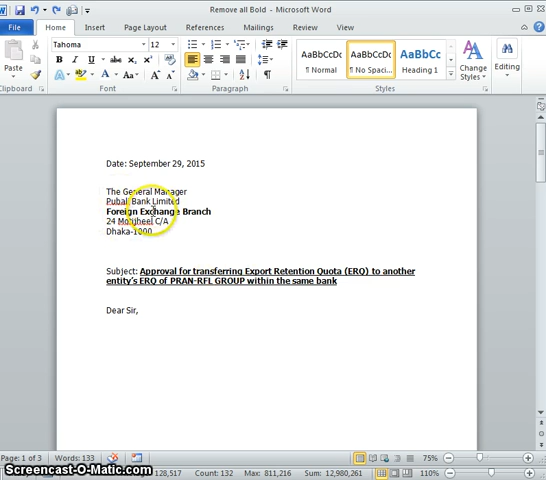 Remove all Bold - Microsoft Word
File Home Insert Page Layout References Mailings Review View
Tahoma 12
AaBbCcDc AaBbCcDc AaBbCc
Paste
B I U abc x₂ x²
¶ Normal ¶ No Spaci... Heading 1 Change Styles Editing
Clipboard Font Paragraph Styles
Date: September 29, 2015
The General Manager
Pubali Bank Limited
Foreign Exchange Branch
24 Motijheel C/A
Dhaka-1000
Subject: Approval for transferring Export Retention Quota (ERQ) to another
entity's ERQ of PRAN-RFL GROUP within the same bank
Dear Sir,
Page: 1 of 3 Words: 133 75%
Screencast-O-Matic.com 128,517 Count: 132 Max: 811,216 Sum: 12,980,261 110%